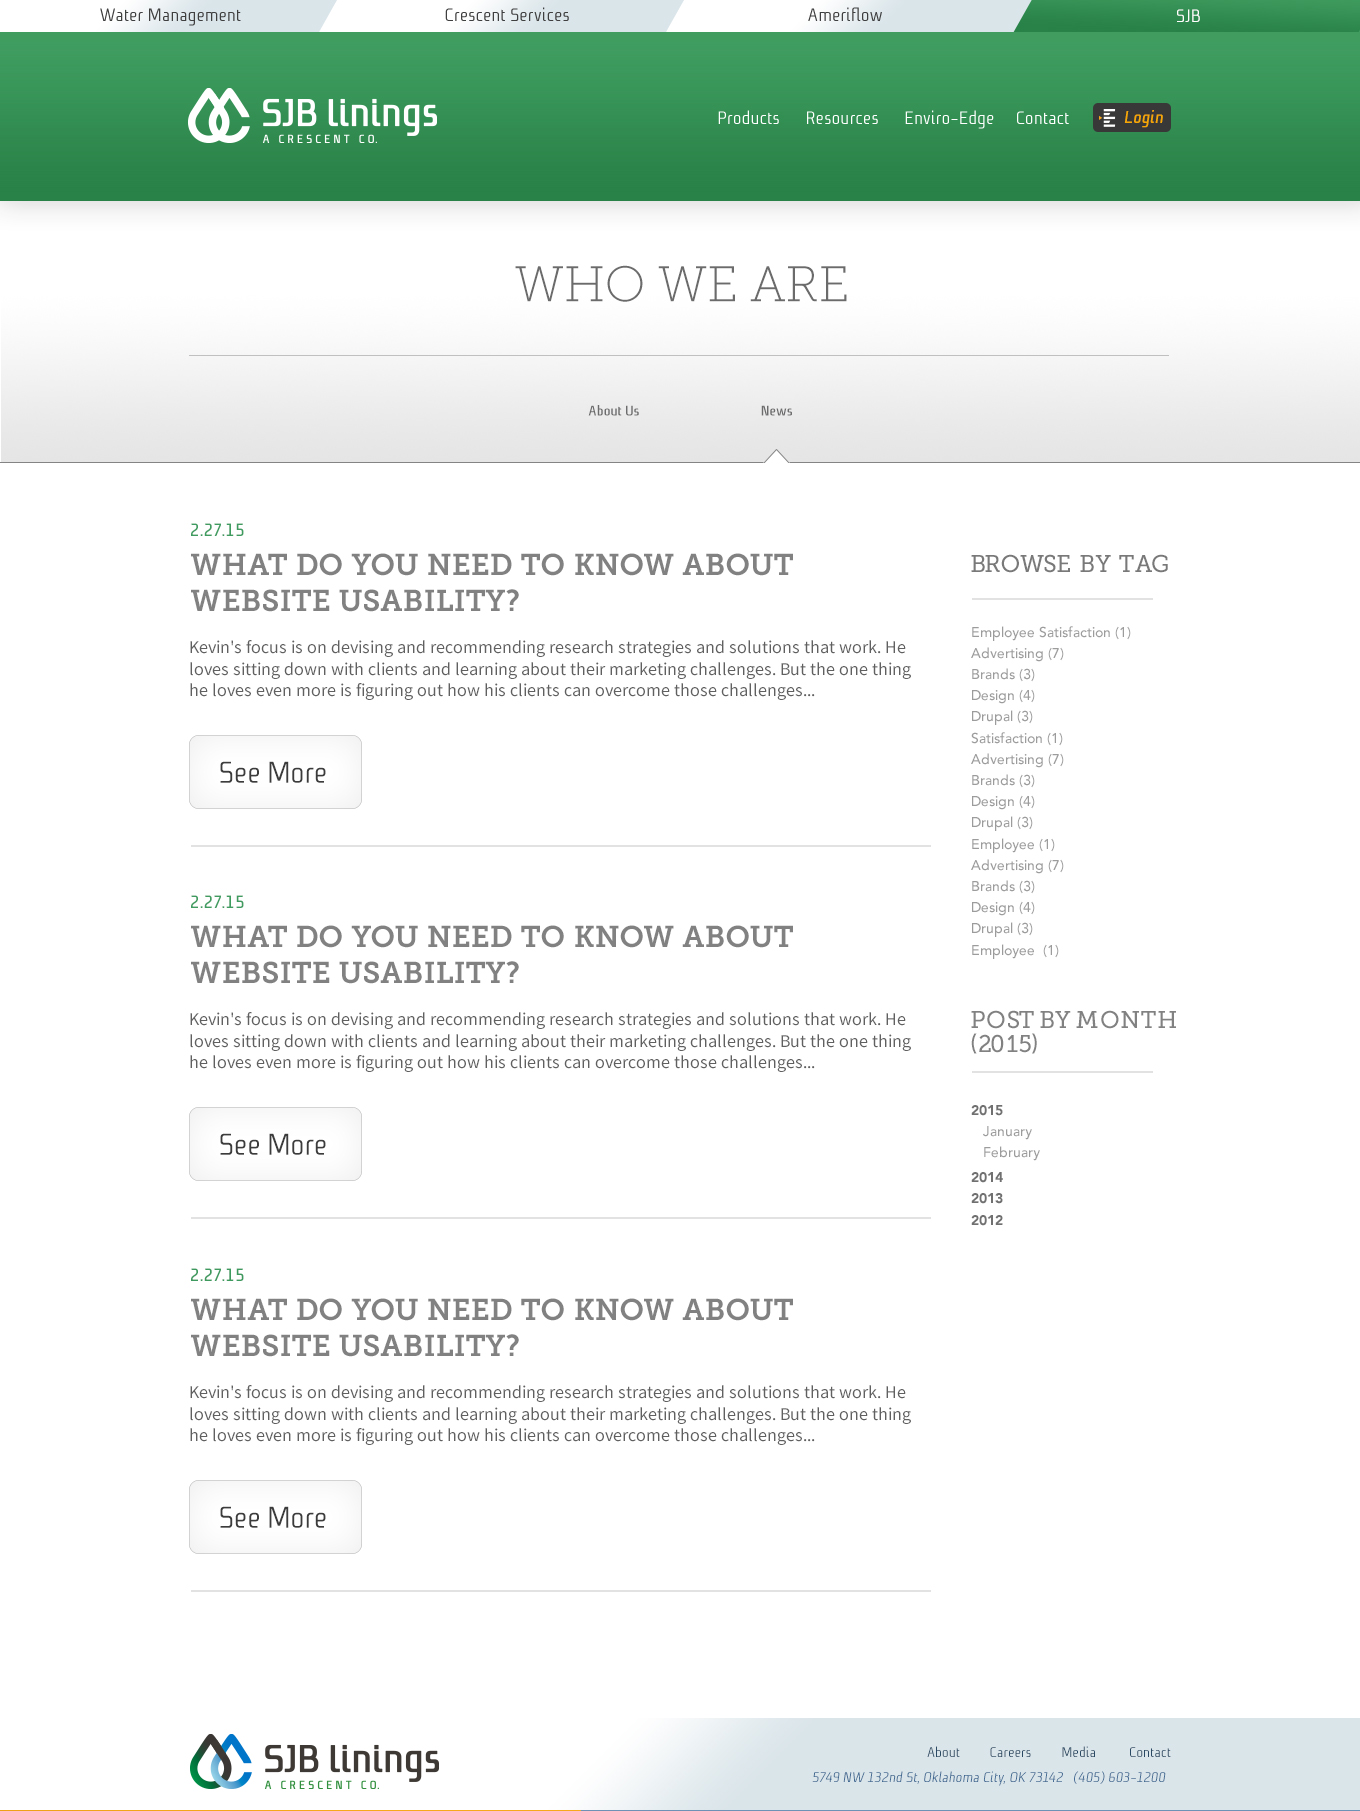 Water Management
Crescent Services
Ameriflow
SJB
SJB linings
A CRESCENT CO.
Products
Resources
Enviro-Edge
Contact
Login
WHO WE ARE
About Us
News
2.27.15
WHAT DO YOU NEED TO KNOW ABOUT
WEBSITE USABILITY?
Kevin's focus is on devising and recommending research strategies and solutions that work. He
loves sitting down with clients and learning about their marketing challenges. But the one thing
he loves even more is figuring out how his clients can overcome those challenges...
See More
2.27.15
WHAT DO YOU NEED TO KNOW ABOUT
WEBSITE USABILITY?
Kevin's focus is on devising and recommending research strategies and solutions that work. He
loves sitting down with clients and learning about their marketing challenges. But the one thing
he loves even more is figuring out how his clients can overcome those challenges...
See More
2.27.15
WHAT DO YOU NEED TO KNOW ABOUT
WEBSITE USABILITY?
Kevin's focus is on devising and recommending research strategies and solutions that work. He
loves sitting down with clients and learning about their marketing challenges. But the one thing
he loves even more is figuring out how his clients can overcome those challenges...
See More
BROWSE BY TAG
Employee Satisfaction (1)
Advertising (7)
Brands (3)
Design (4)
Drupal (3)
Satisfaction (1)
Advertising (7)
Brands (3)
Design (4)
Drupal (3)
Employee (1)
Advertising (7)
Brands (3)
Design (4)
Drupal (3)
Employee (1)
POST BY MONTH
(2015)
2015
January
February
2014
2013
2012
SJB linings
A CRESCENT CO.
About
Careers
Media
Contact
5749 NW 132nd St, Oklahoma City, OK 73142 (405) 603-1200